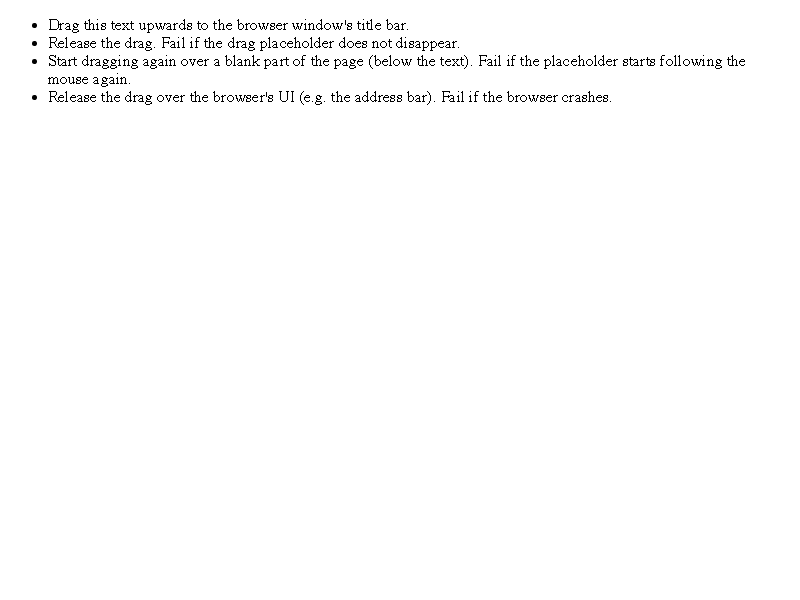 Drag this text upwards to the browser window's title bar.
Release the drag. Fail if the drag placeholder does not disappear.
Start dragging again over a blank part of the page (below the text). Fail if the placeholder starts following the
mouse again.
Release the drag over the browser's UI (e.g. the address bar). Fail if the browser crashes.